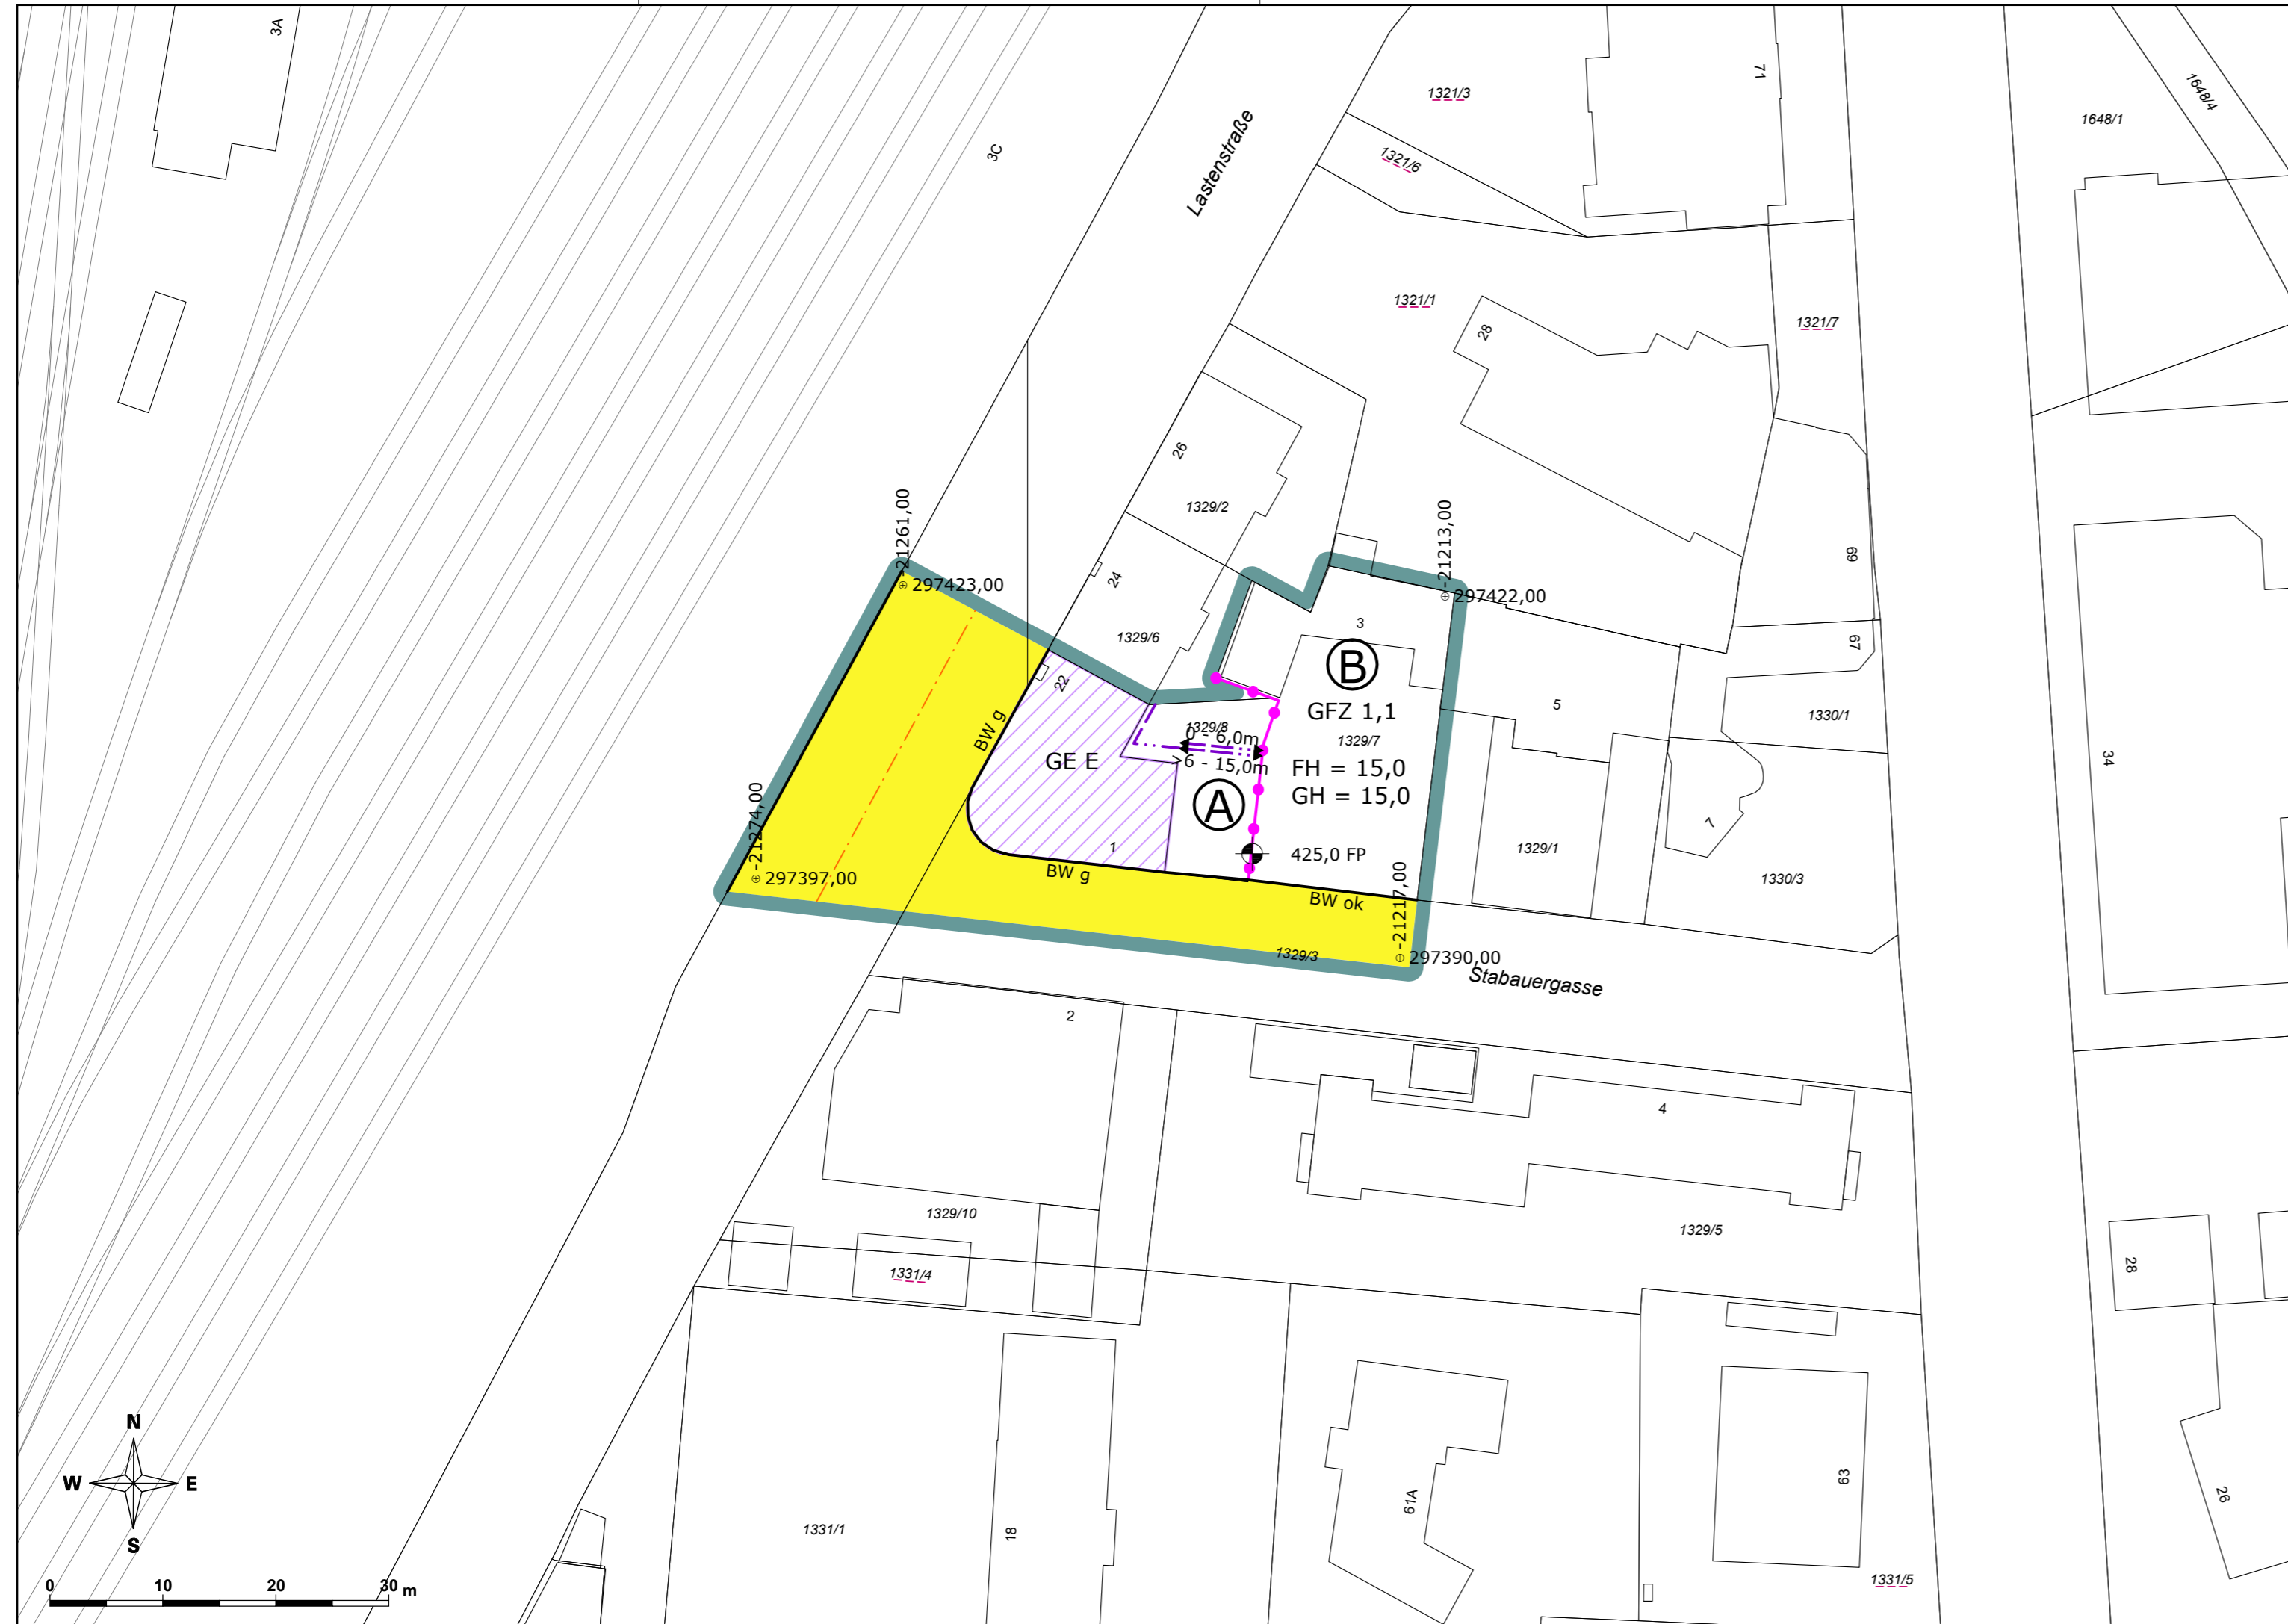 3A
3C
Lastenstraße
1321/3
71
1648/4
1648/1
1321/6
1321/1
28
1321/7
26
1329/2
69
-21261,00
297423,00
24
1329/6
-21213,00
297422,00
3
67
22
B
5
GFZ 1,1
1330/1
1329/8
1329/7
BW g
0 - 6,0m
GE E
>6 - 15,0m
FH = 15,0
GH = 15,0
34
A
7
-21274,00
297397,00
1
425,0 FP
1329/1
BW g
BW ok
1330/3
-21217,00
297390,00
1329/3
Stabauergasse
2
4
1329/10
1329/5
1331/4
28
N
W
E
S
61A
63
26
18
1331/1
1331/5
0 10 20 30 m